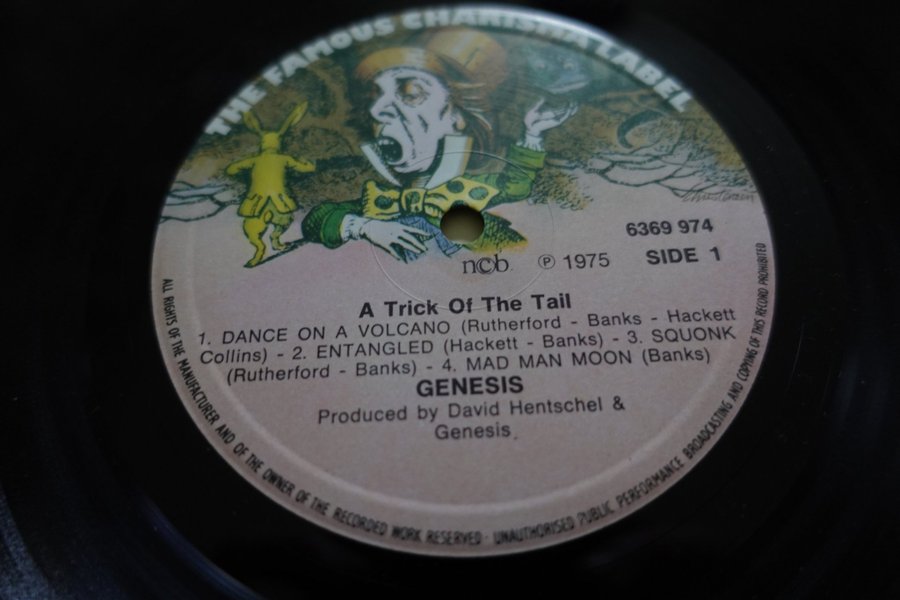 THE FAMOUS CHARISMA LABEL
6369 974
ncb ℗ 1975 SIDE 1
A Trick Of The Tail
1. DANCE ON A VOLCANO (Rutherford - Banks - Hackett
Collins) - 2. ENTANGLED (Hackett - Banks) - 3. SQUONK
(Rutherford - Banks) - 4. MAD MAN MOON (Banks)
GENESIS
Produced by David Hentschel &
Genesis.
ALL RIGHTS OF THE MANUFACTURER AND OF THE OWNER OF THE RECORDED WORK RESERVED · UNAUTHORISED PUBLIC PERFORMANCE BROADCASTING AND COPYING OF THIS RECORD PROHIBITED